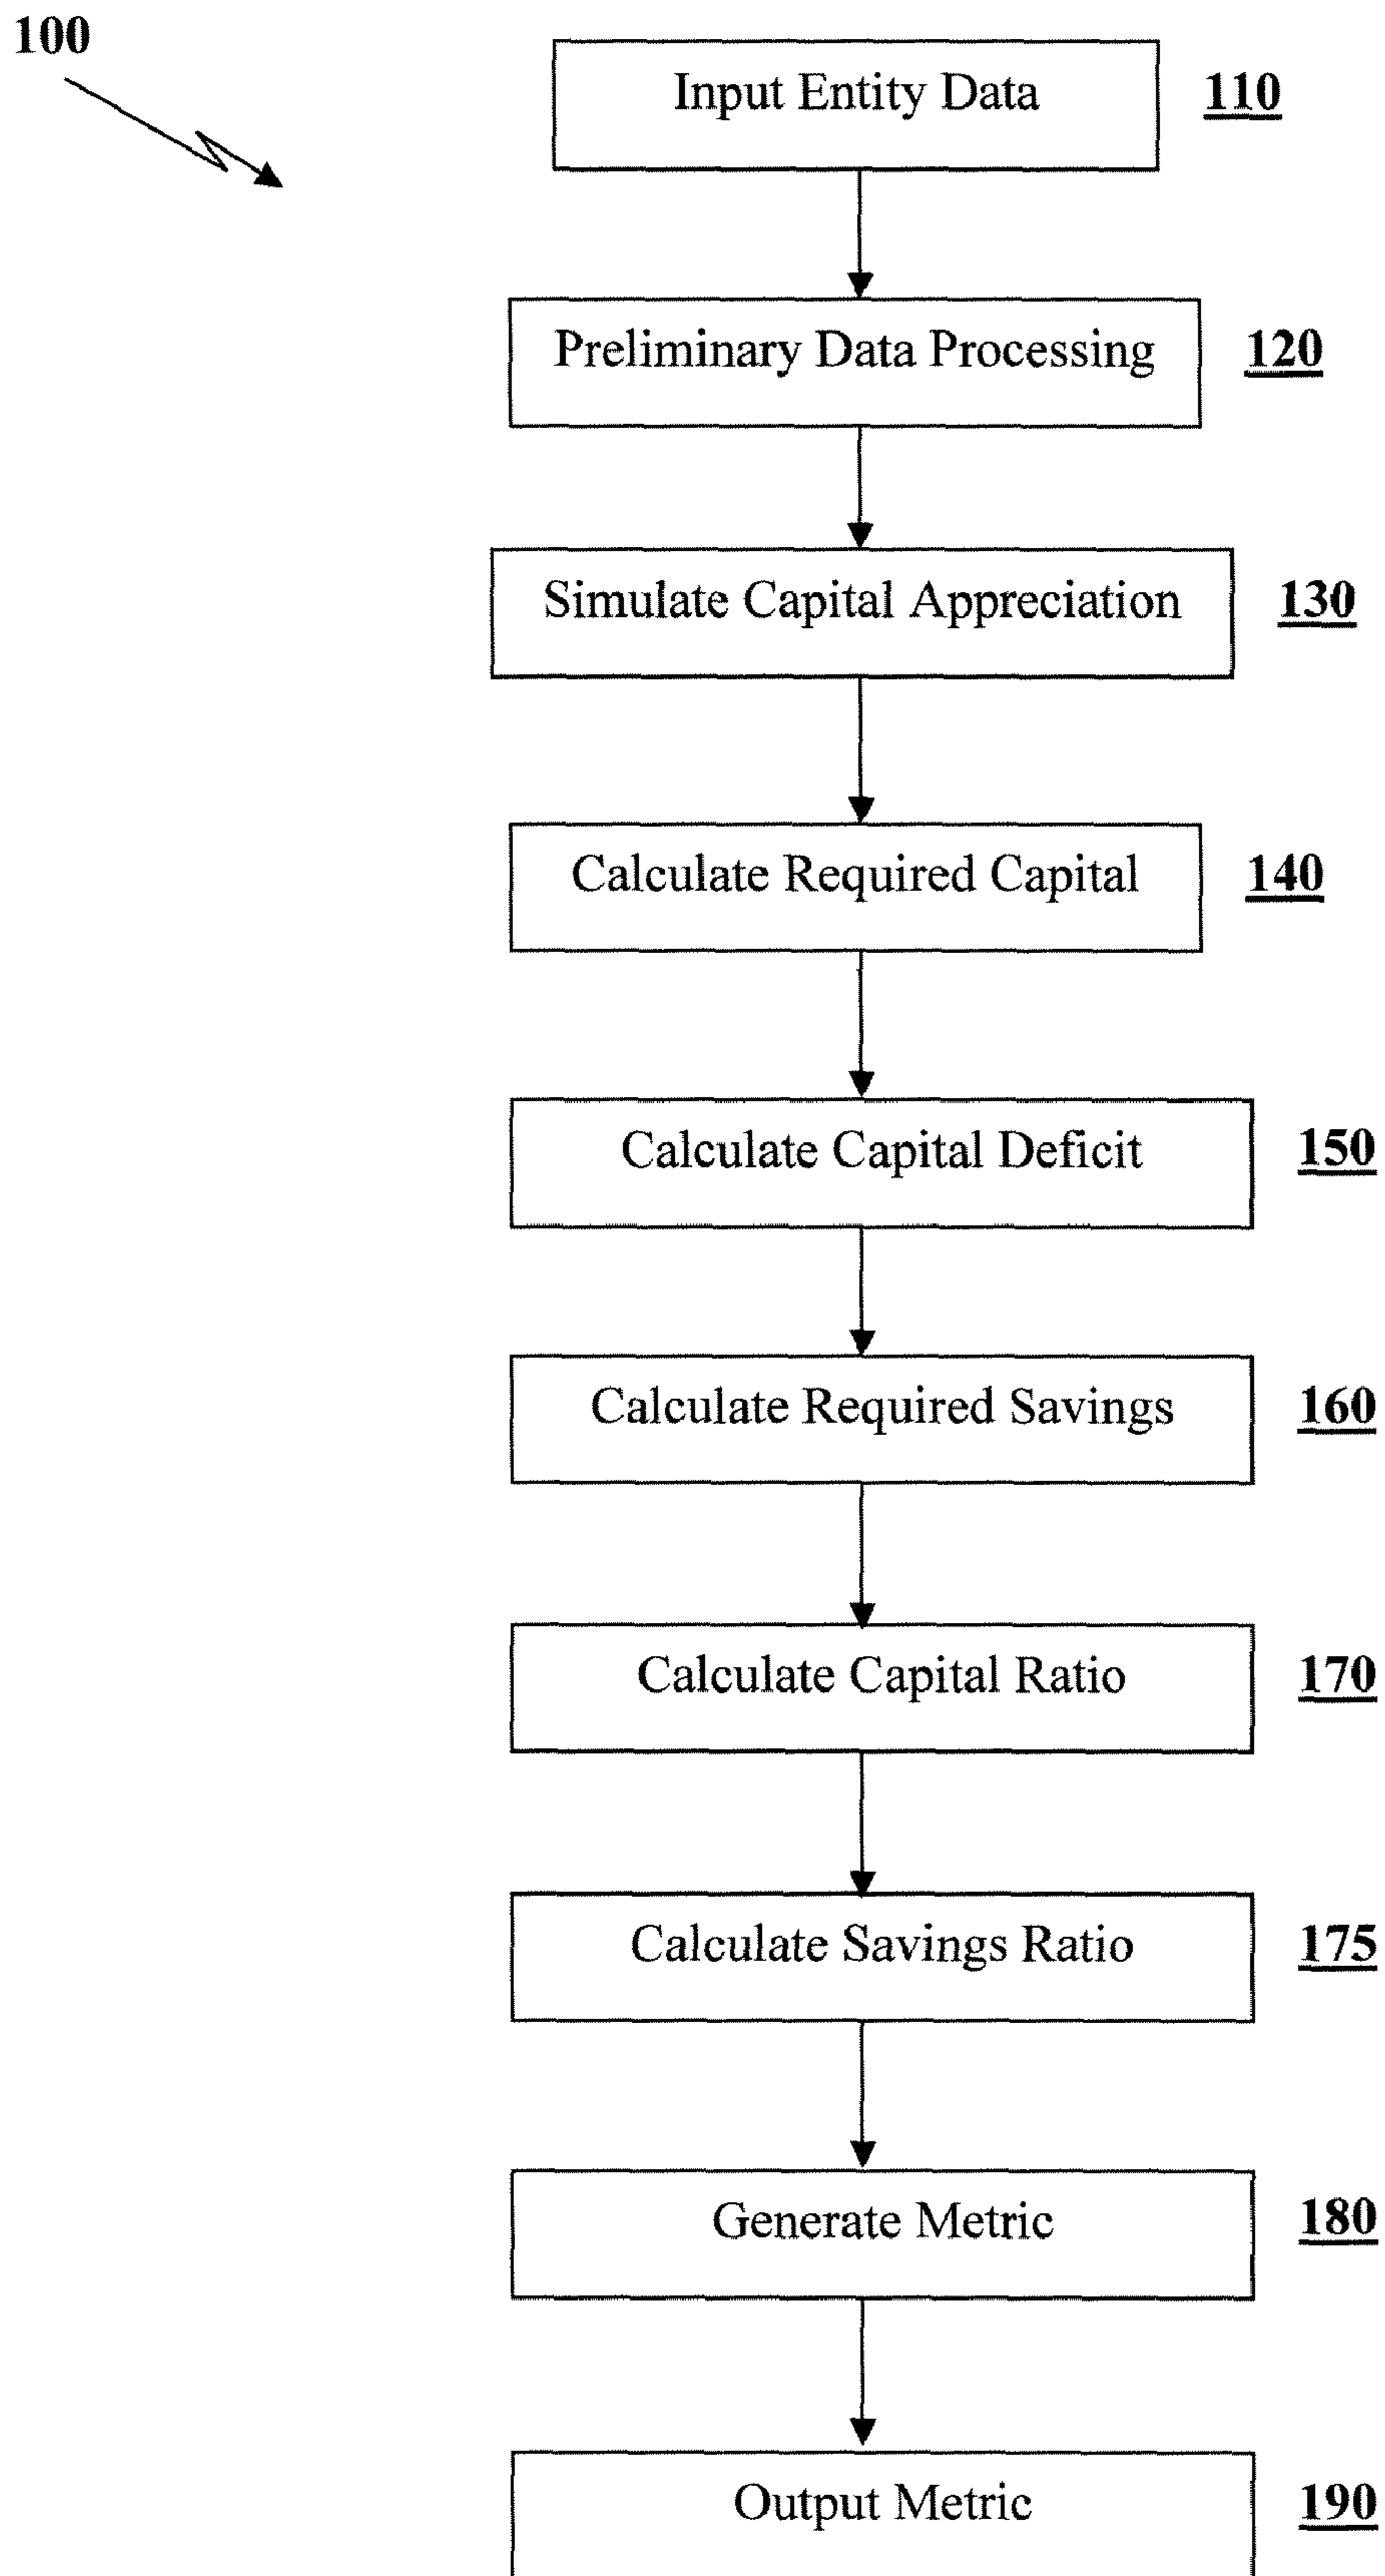 100
Input Entity Data 110
Preliminary Data Processing 120
Simulate Capital Appreciation 130
Calculate Required Capital 140
Calculate Capital Deficit 150
Calculate Required Savings 160
Calculate Capital Ratio 170
Calculate Savings Ratio 175
Generate Metric 180
Output Metric 190